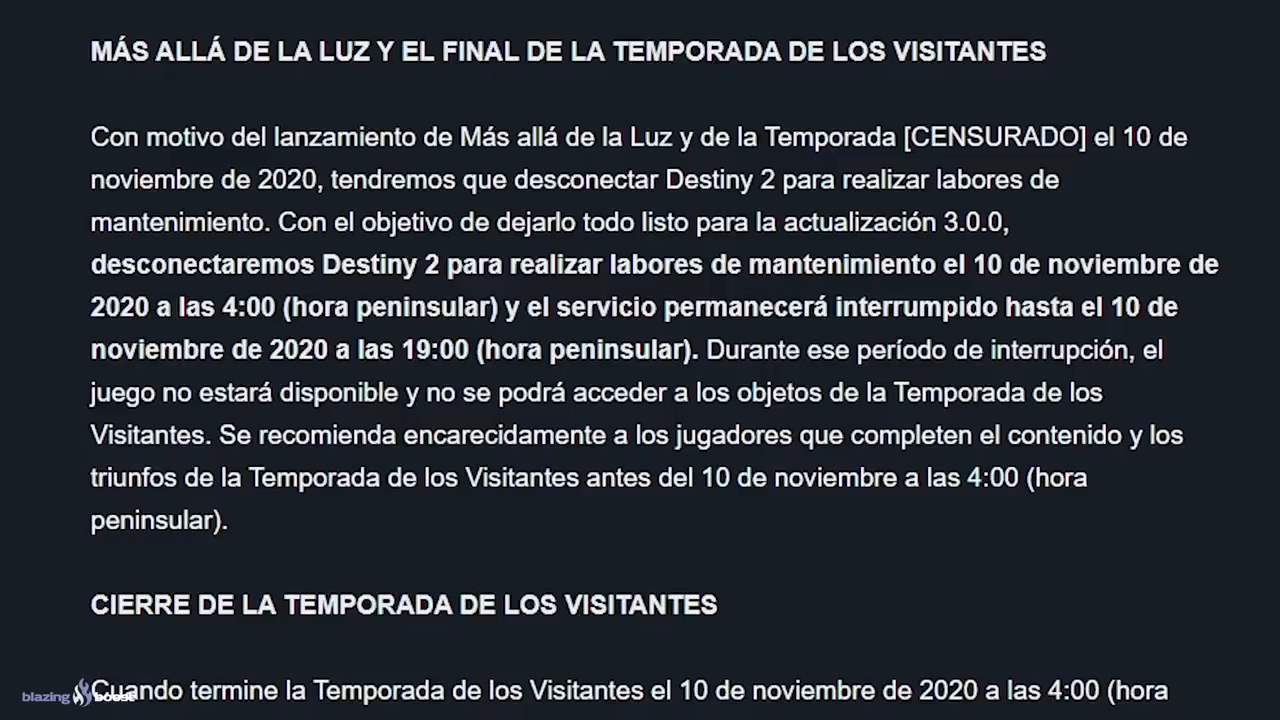 MÁS ALLÁ DE LA LUZ Y EL FINAL DE LA TEMPORADA DE LOS VISITANTES
Con motivo del lanzamiento de Más allá de la Luz y de la Temporada [CENSURADO] el 10 de
noviembre de 2020, tendremos que desconectar Destiny 2 para realizar labores de
mantenimiento. Con el objetivo de dejarlo todo listo para la actualización 3.0.0,
desconectaremos Destiny 2 para realizar labores de mantenimiento el 10 de noviembre de
2020 a las 4:00 (hora peninsular) y el servicio permanecerá interrumpido hasta el 10 de
noviembre de 2020 a las 19:00 (hora peninsular). Durante ese período de interrupción, el
juego no estará disponible y no se podrá acceder a los objetos de la Temporada de los
Visitantes. Se recomienda encarecidamente a los jugadores que completen el contenido y los
triunfos de la Temporada de los Visitantes antes del 10 de noviembre a las 4:00 (hora
peninsular).
CIERRE DE LA TEMPORADA DE LOS VISITANTES
Cuando termine la Temporada de los Visitantes el 10 de noviembre de 2020 a las 4:00 (hora
blazing boost